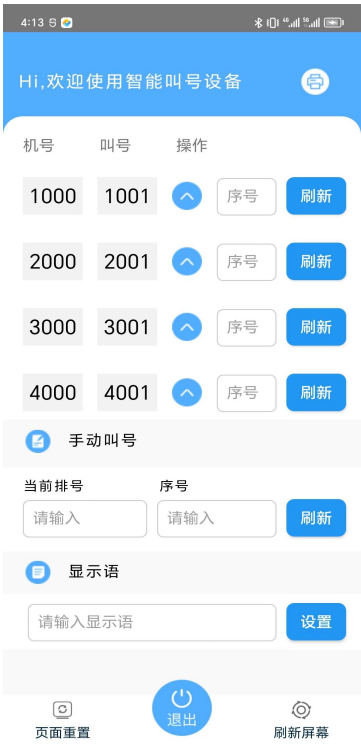 4:13
Hi,欢迎使用智能叫号设备
机号 叫号 操作
1000 1001 序号 刷新
2000 2001 序号 刷新
3000 3001 序号 刷新
4000 4001 序号 刷新
手动叫号
当前排号 序号
请输入 请输入 刷新
显示语
请输入显示语 设置
退出
页面重置 刷新屏幕